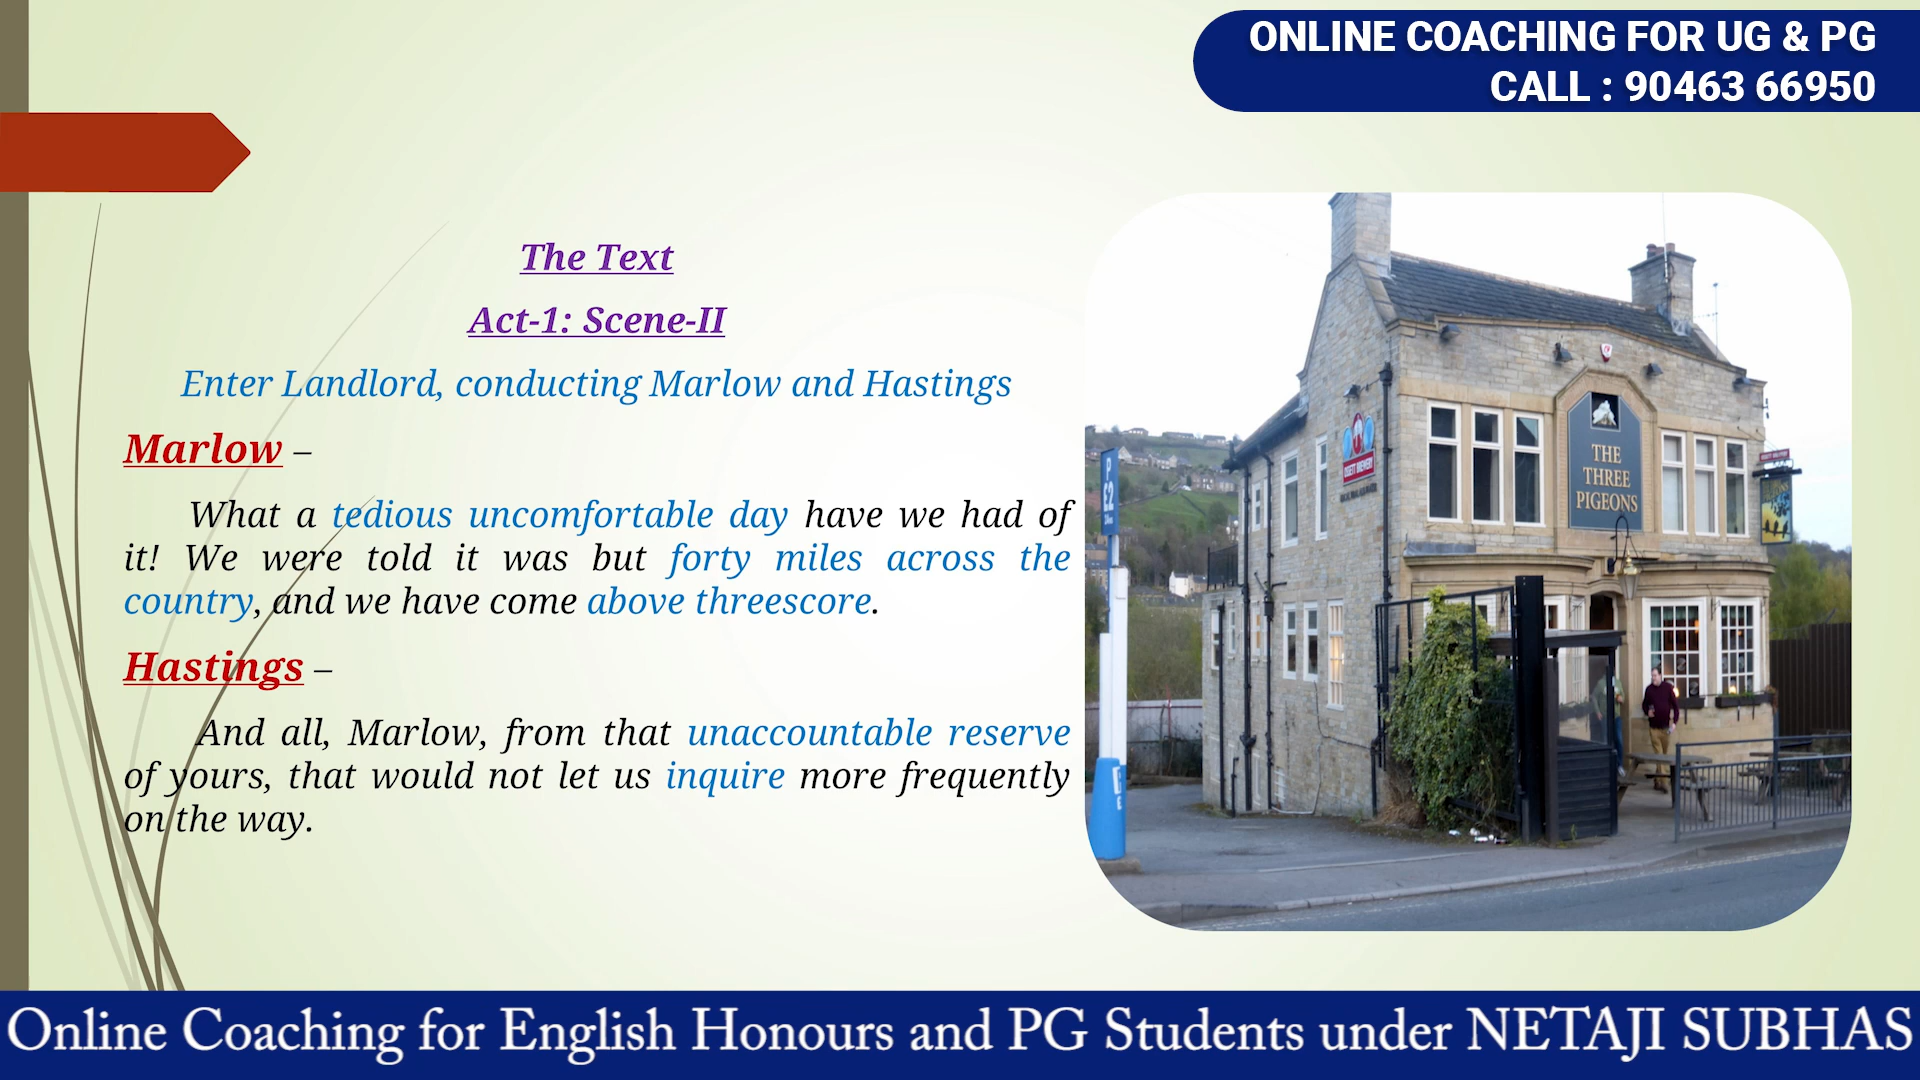 ONLINE COACHING FOR UG & PG
CALL : 90463 66950
The Text
Act-1: Scene-II
Enter Landlord, conducting Marlow and Hastings
Marlow –
What a tedious uncomfortable day have we had of
it! We were told it was but forty miles across the
country, and we have come above threescore.
Hastings –
And all, Marlow, from that unaccountable reserve
of yours, that would not let us inquire more frequently
on the way.
THE
THREE
PIGEONS
P
£2
Online Coaching for English Honours and PG Students under NETAJI SUBHAS